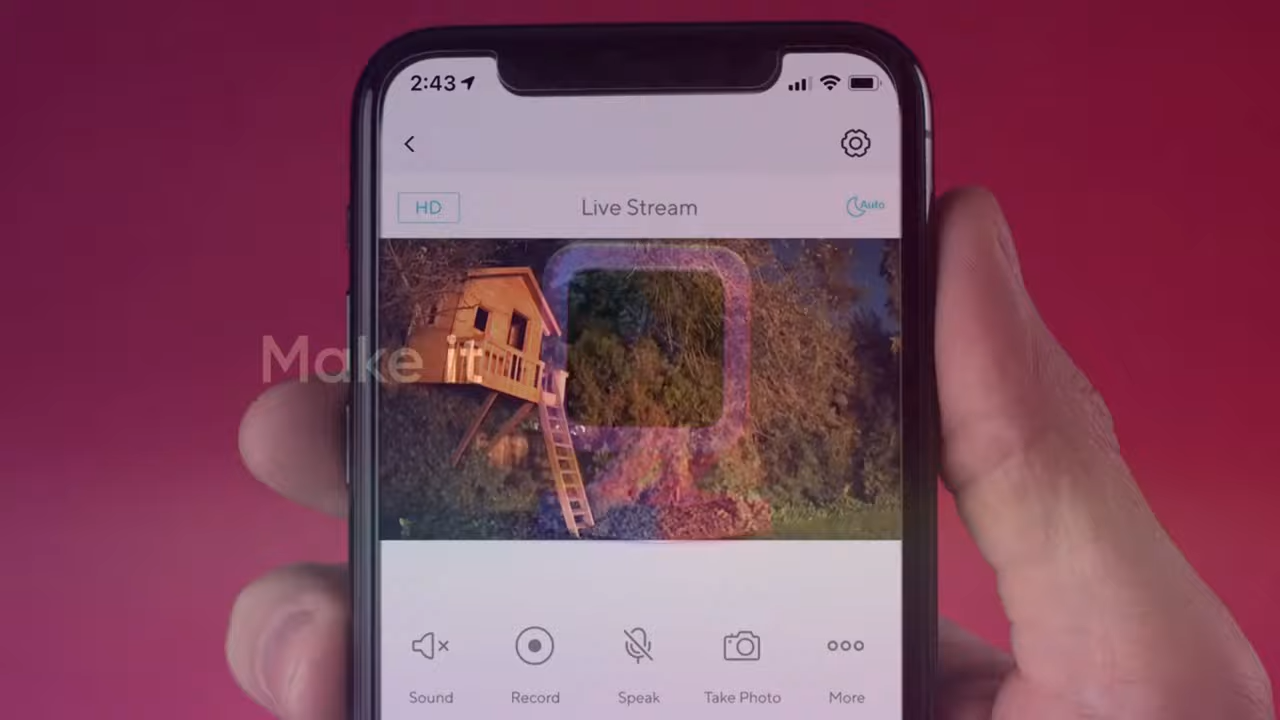 2:43
HD
Live Stream
Auto
Make it
Sound
Record
Speak
Take Photo
More